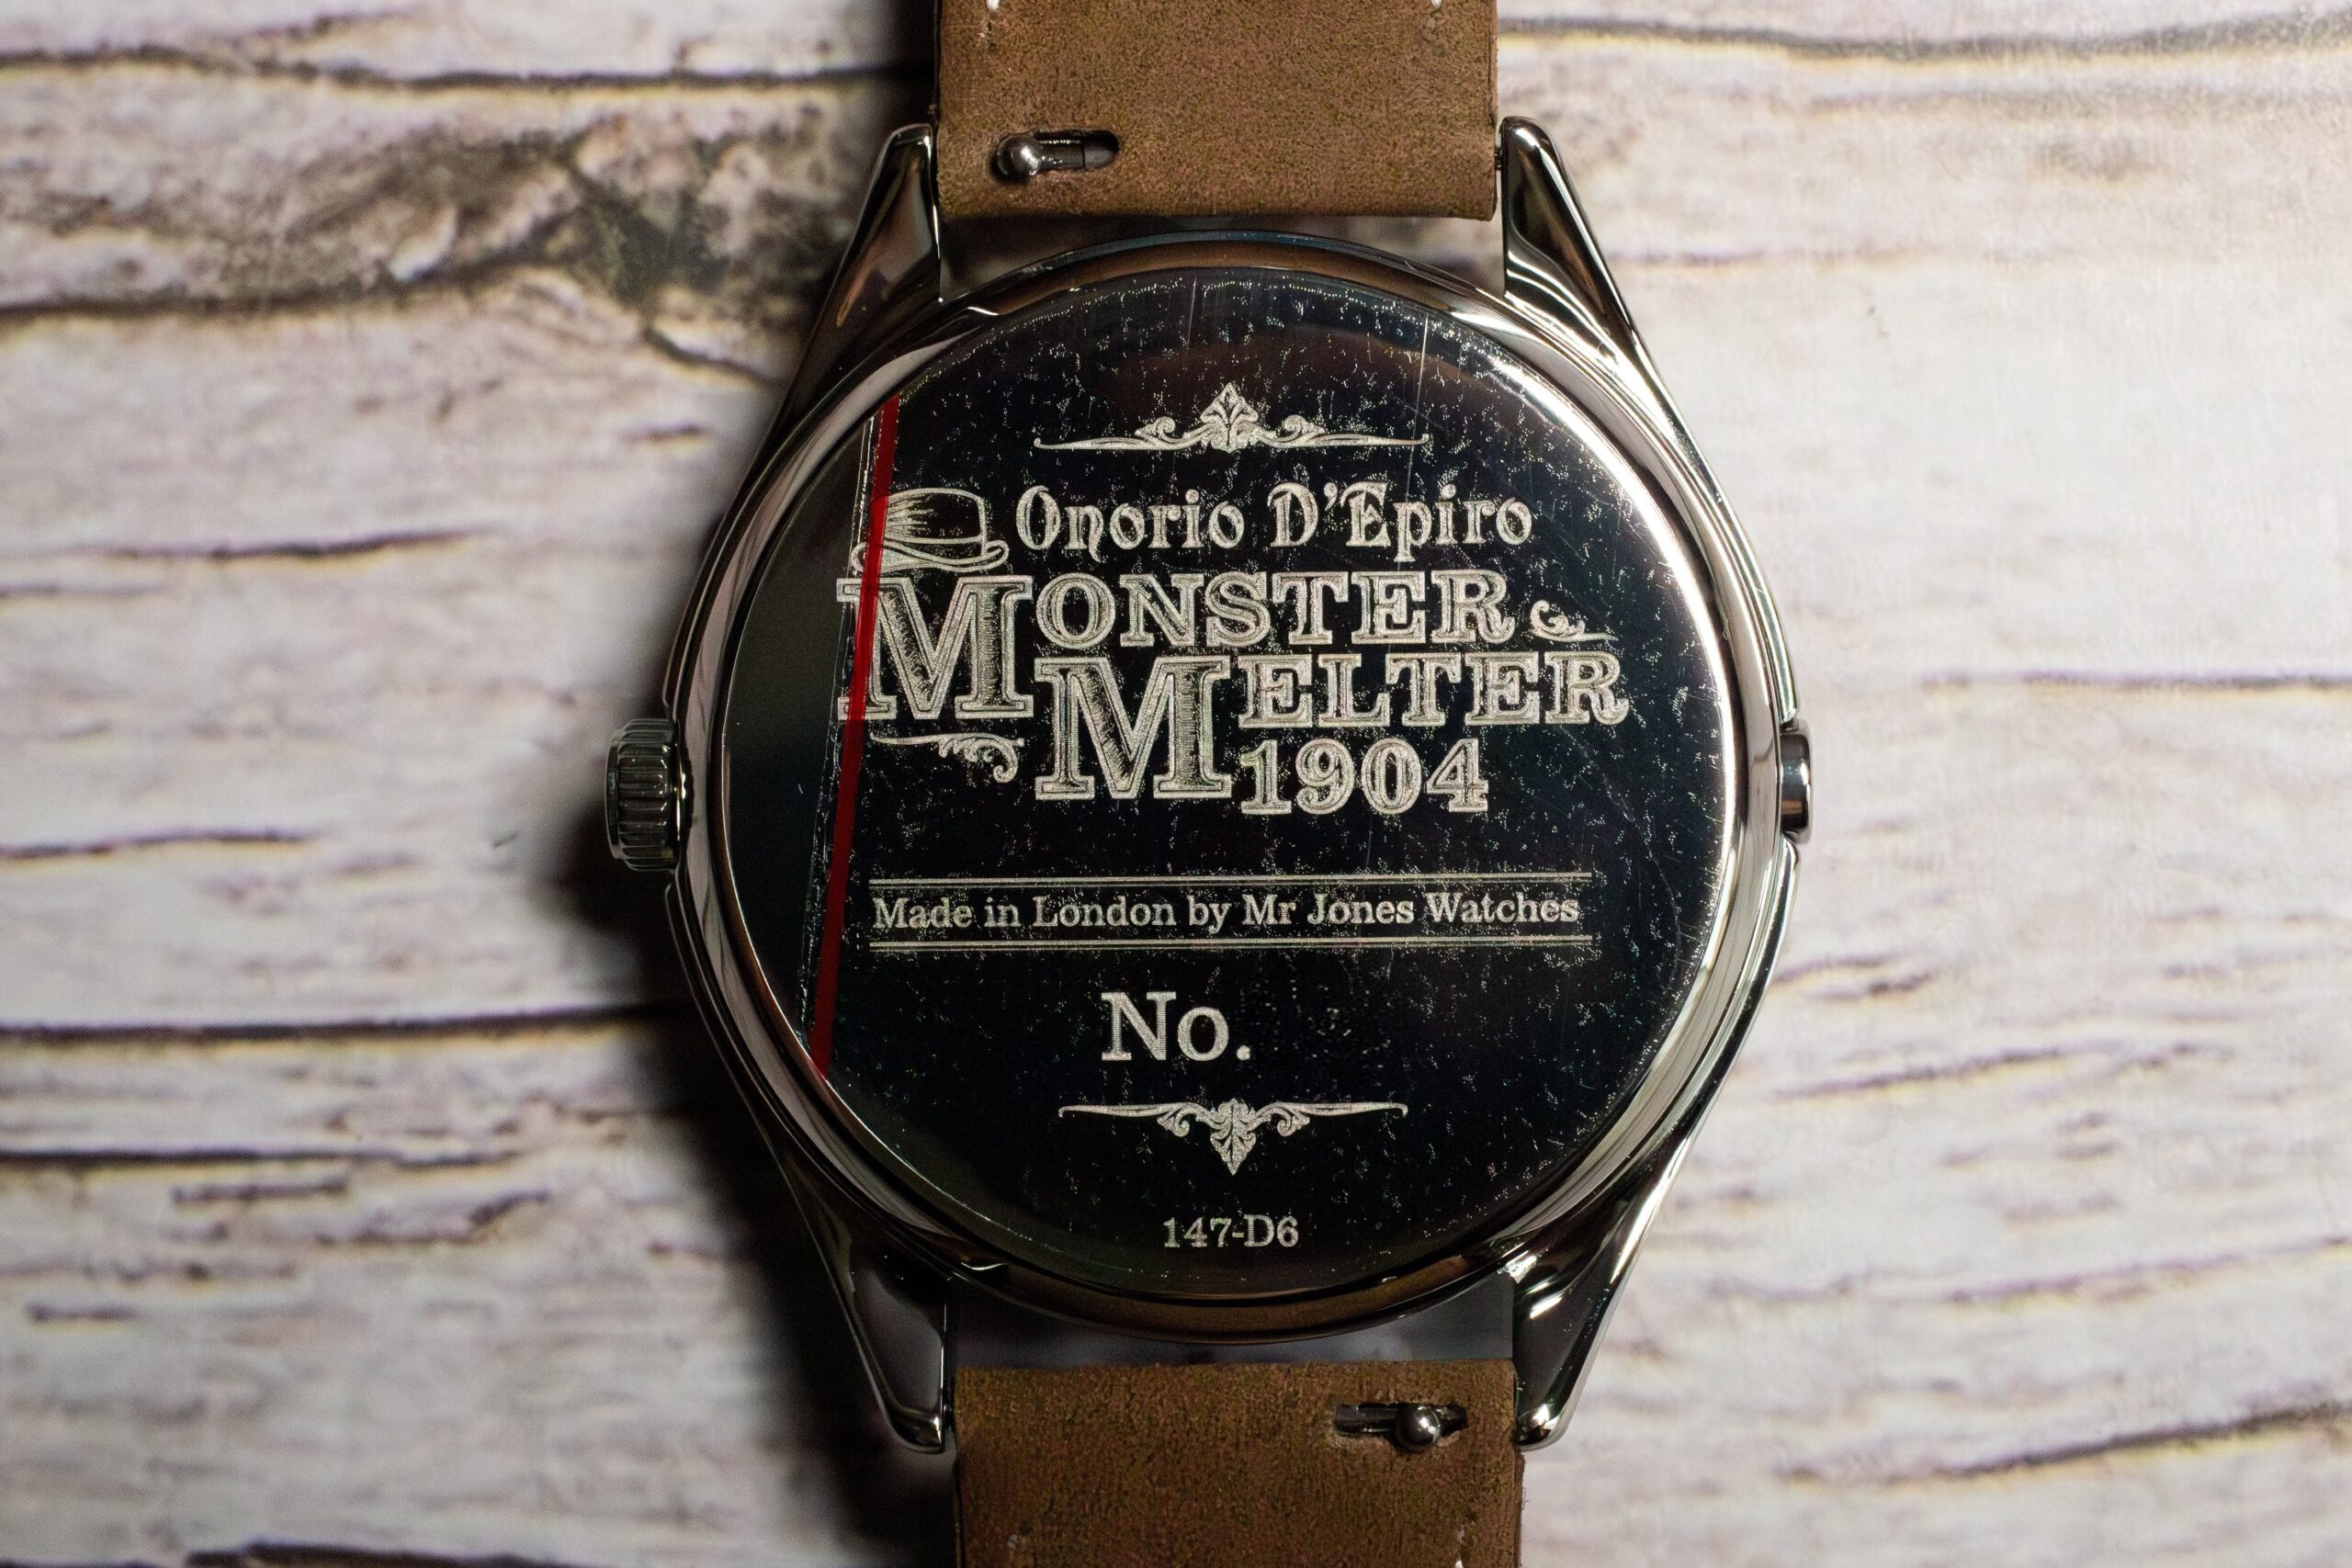 Onorio D'Epiro
MONSTER
MELTER
1904
Made in London by Mr Jones Watches
No.
147-D6